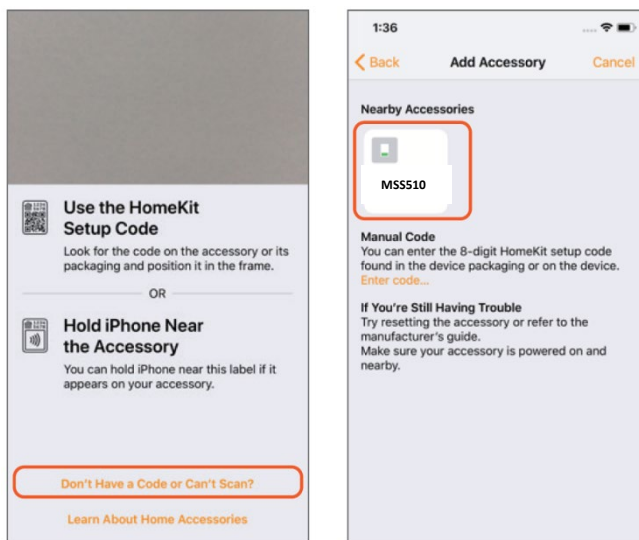 Use the HomeKit
Setup Code
Look for the code on the accessory or its
packaging and position it in the frame.
OR
Hold iPhone Near
the Accessory
You can hold iPhone near this label if it
appears on your accessory.
Don't Have a Code or Can't Scan?
Learn About Home Accessories
1:36
Back Add Accessory Cancel
Nearby Accessories
MSS510
Manual Code
You can enter the 8-digit HomeKit setup code
found in the device packaging or on the device.
Enter code...
If You're Still Having Trouble
Try resetting the accessory or refer to the
manufacturer's guide.
Make sure your accessory is powered on and
nearby.